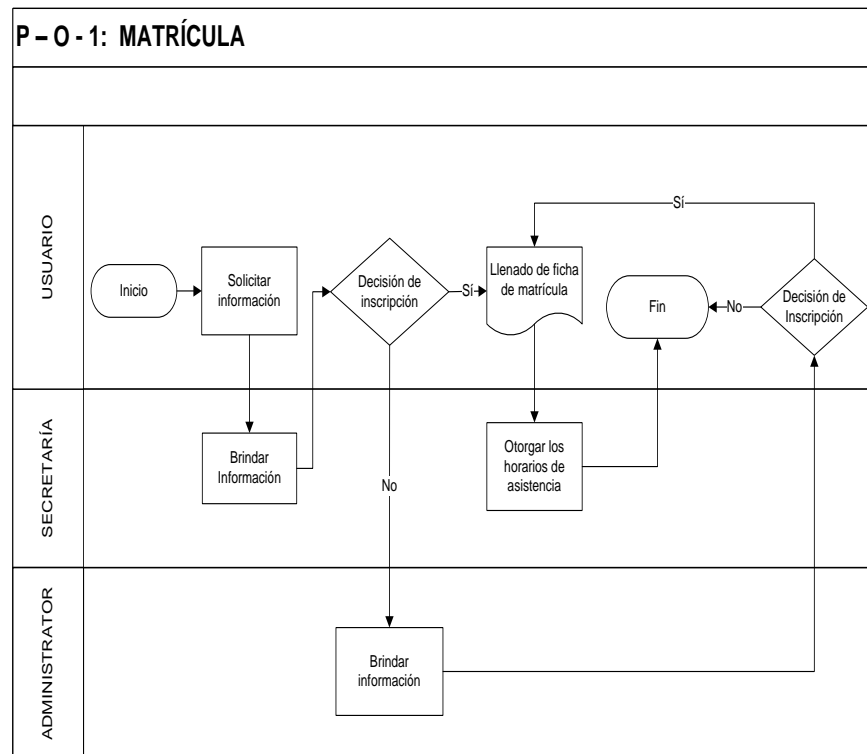 P – O - 1:  MATRÍCULA
USUARIO
Inicio
Solicitar
información
Decisión de
inscripción
Sí
Llenado de ficha
de matrícula
Sí
Fin
No
Decisión de
Inscripción
SECRETARÍA
Brindar
Información
No
Otorgar los
horarios de
asistencia
ADMINISTRATOR
Brindar
información